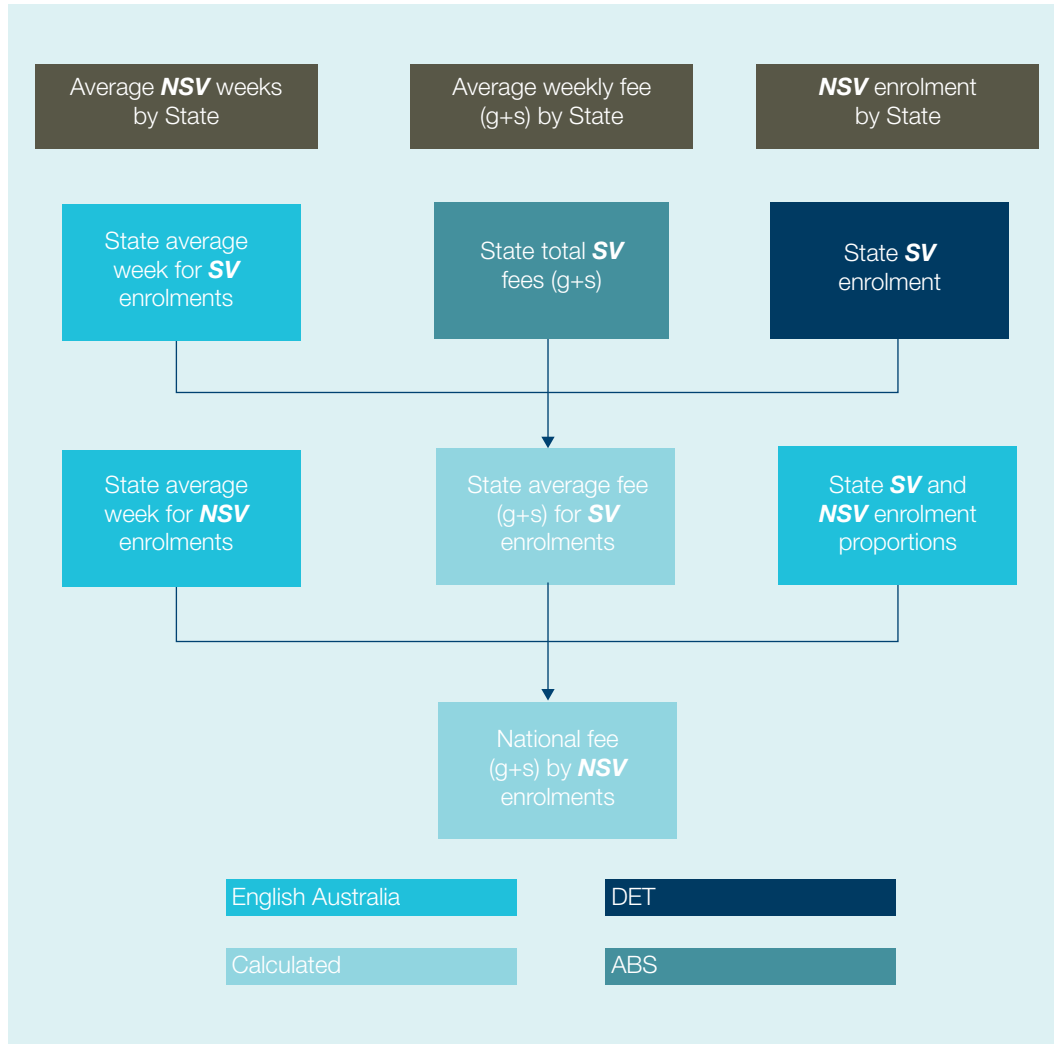 Average NSV weeks
by State
Average weekly fee
(g+s) by State
NSV enrolment
by State
State average
week for SV
enrolments
State total SV
fees (g+s)
State SV
enrolment
State average
week for NSV
enrolments
State average fee
(g+s) for SV
enrolments
State SV and
NSV enrolment
proportions
National fee
(g+s) by NSV
enrolments
English Australia
DET
Calculated
ABS